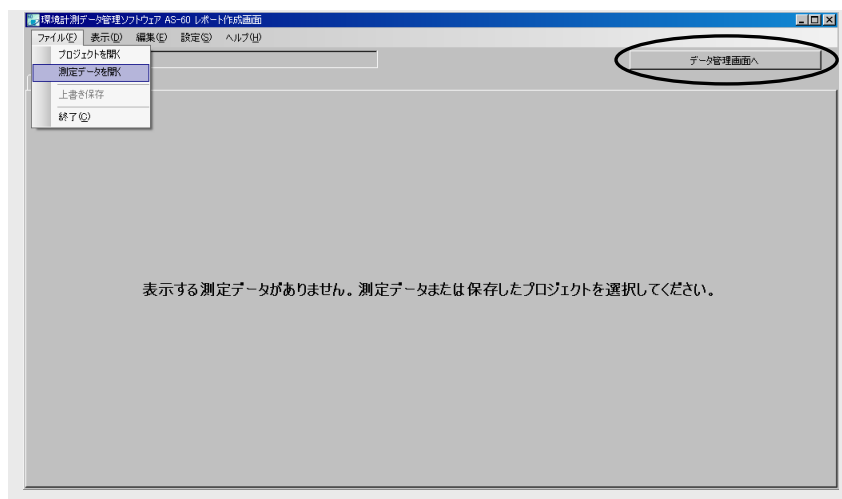 環境計測データ管理ソフトウェア AS-60 レポート作成画面
ファイル(F) 表示(D) 編集(E) 設定(S) ヘルプ(H)
プロジェクトを開く
測定データを開く
上書き保存
終了(C)
データ管理画面へ
表示する測定データがありません。測定データまたは保存したプロジェクトを選択してください。